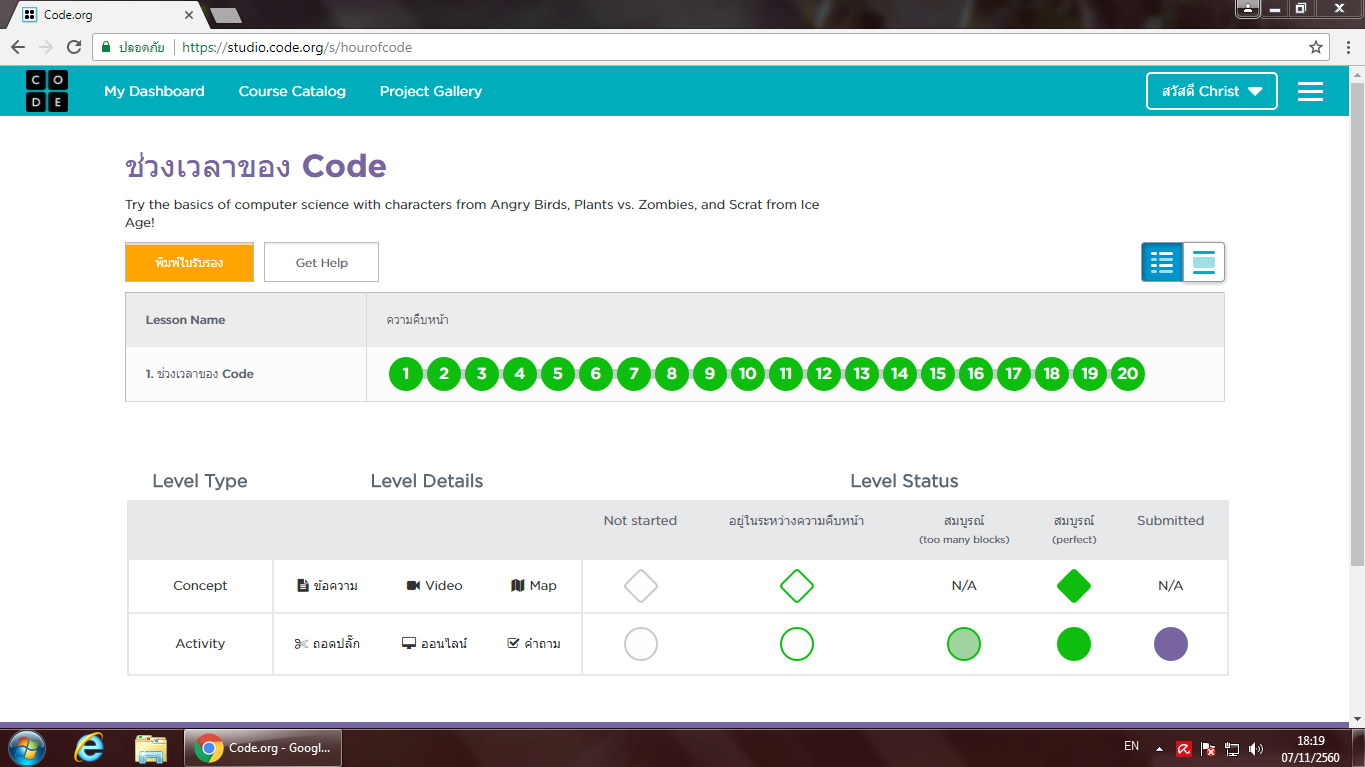 Code.org
ปลอดภัย https://studio.code.org/s/hourofcode
CODE My Dashboard Course Catalog Project Gallery สวัสดี Christ
ช่วงเวลาของ Code
Try the basics of computer science with characters from Angry Birds, Plants vs. Zombies, and Scrat from Ice
Age!
พิมพ์ใบรับรอง Get Help
Lesson Name ความคืบหน้า
1. ช่วงเวลาของ Code 1 2 3 4 5 6 7 8 9 10 11 12 13 14 15 16 17 18 19 20
Level Type Level Details Level Status
Not started อยู่ในระหว่างความคืบหน้า สมบูรณ์ สมบูรณ์ Submitted
(too many blocks) (perfect)
Concept ข้อความ Video Map N/A N/A
Activity ถอดปลั๊ก ออนไลน์ คำถาม
Code.org - Googl... EN 18:19
07/11/2560